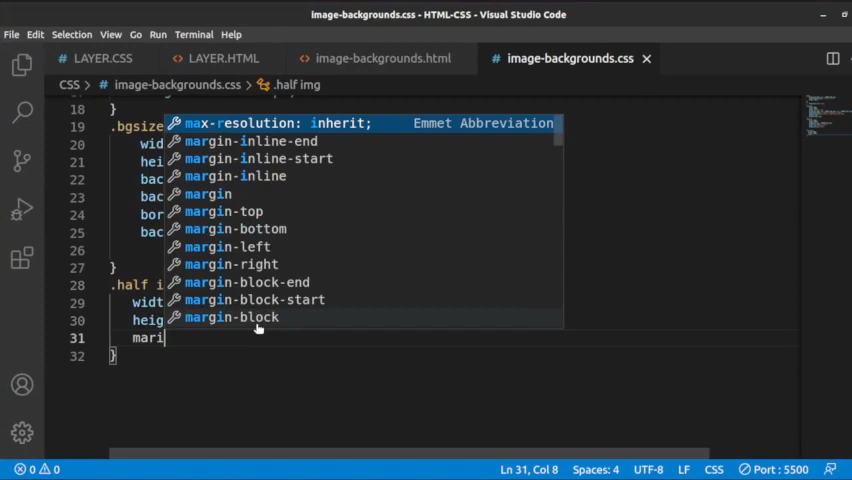 image-backgrounds.css - HTML-CSS - Visual Studio Code
File Edit Selection View Go Run Terminal Help
# LAYER.CSS <> LAYER.HTML <> image-backgrounds.html # image-backgrounds.css ×
CSS > # image-backgrounds.css > .half img
18 }
19 .bgsize
20 wid
21 hei
22 bac
23 bac
24 bor
25 bac
26
27 }
28 .half i
29 widt
30 heig
31 mari
32 }
max-resolution: inherit; Emmet Abbreviation
margin-inline-end
margin-inline-start
margin-inline
margin
margin-top
margin-bottom
margin-left
margin-right
margin-block-end
margin-block-start
margin-block
0 0 Ln 31, Col 8 Spaces: 4 UTF-8 LF CSS Port : 5500